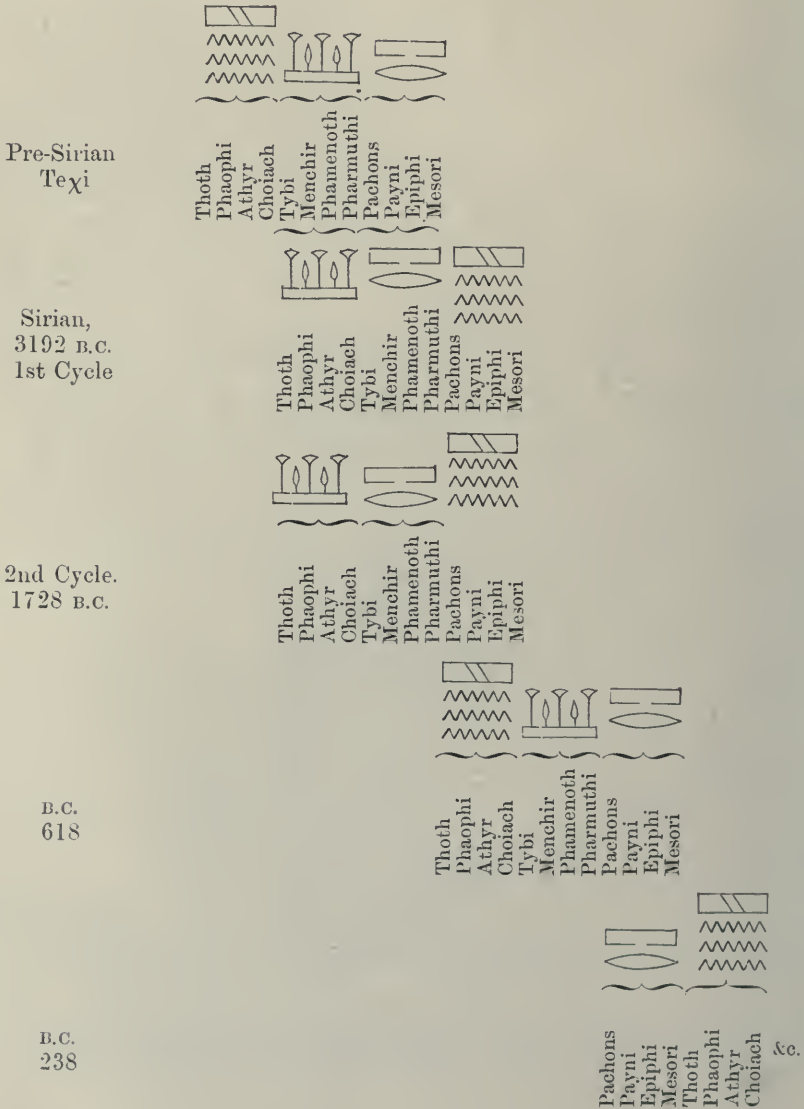 Pre-Sirian
Teχi
Thoth
Phaophi
Athyr
Choiach
Tybi
Menchir
Phamenoth
Pharmuthi
Pachons
Payni
Epiphi
Mesori
Sirian,
3192 B.C.
1st Cycle
Thoth
Phaophi
Athyr
Choiach
Tybi
Menchir
Phamenoth
Pharmuthi
Pachons
Payni
Epiphi
Mesori
2nd Cycle.
1728 B.C.
Thoth
Phaophi
Athyr
Choiach
Tybi
Menchir
Phamenoth
Pharmuthi
Pachons
Payni
Epiphi
Mesori
B.C.
618
Thoth
Phaophi
Athyr
Choiach
Tybi
Menchir
Phamenoth
Pharmuthi
Pachons
Payni
Epiphi
Mesori
B.C.
238
Pachons
Payni
Epiphi
Mesori
Thoth
Phaophi
Athyr
Choiach
&c.